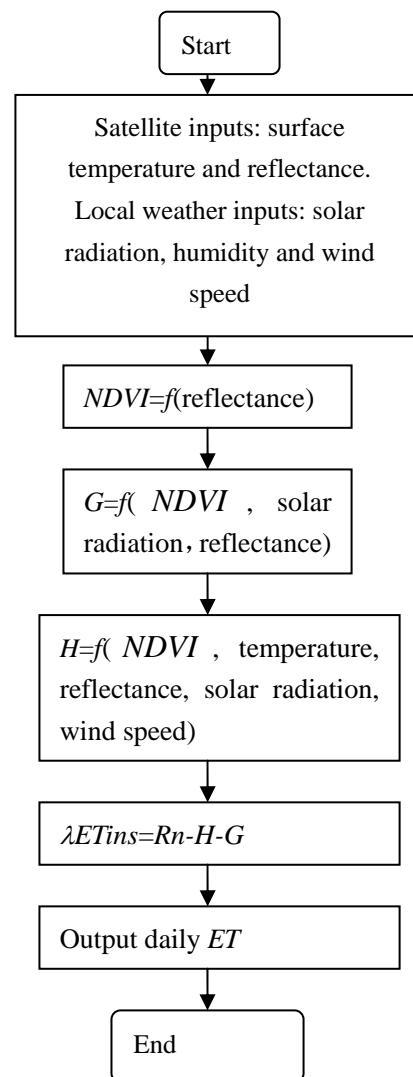 Start
Satellite inputs: surface
temperature and reflectance.
Local weather inputs: solar
radiation, humidity and wind
speed
NDVI=f(reflectance)
G=f( NDVI , solar
radiation，reflectance)
H=f( NDVI , temperature,
reflectance, solar radiation,
wind speed)
λETins=Rn-H-G
Output daily ET
End